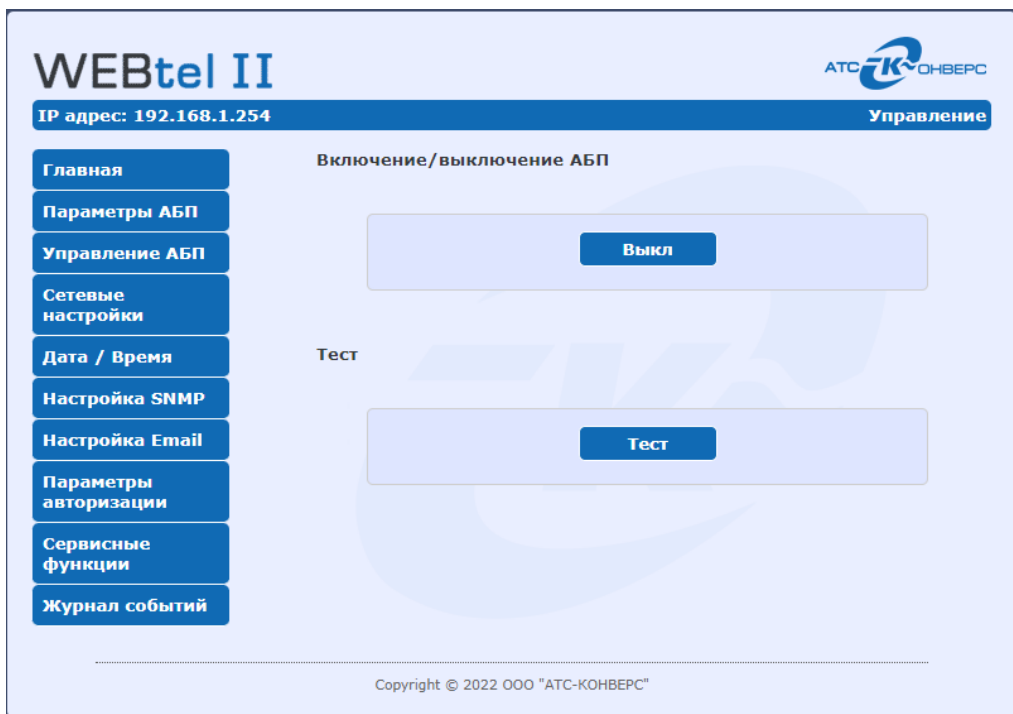 WEBtel II
АТС-КОНВЕРС
IP адрес: 192.168.1.254
Управление
Главная
Параметры АБП
Управление АБП
Сетевые
настройки
Дата / Время
Настройка SNMP
Настройка Email
Параметры
авторизации
Сервисные
функции
Журнал событий
Включение/выключение АБП
Выкл
Тест
Тест
Copyright © 2022 ООО "АТС-КОНВЕРС"